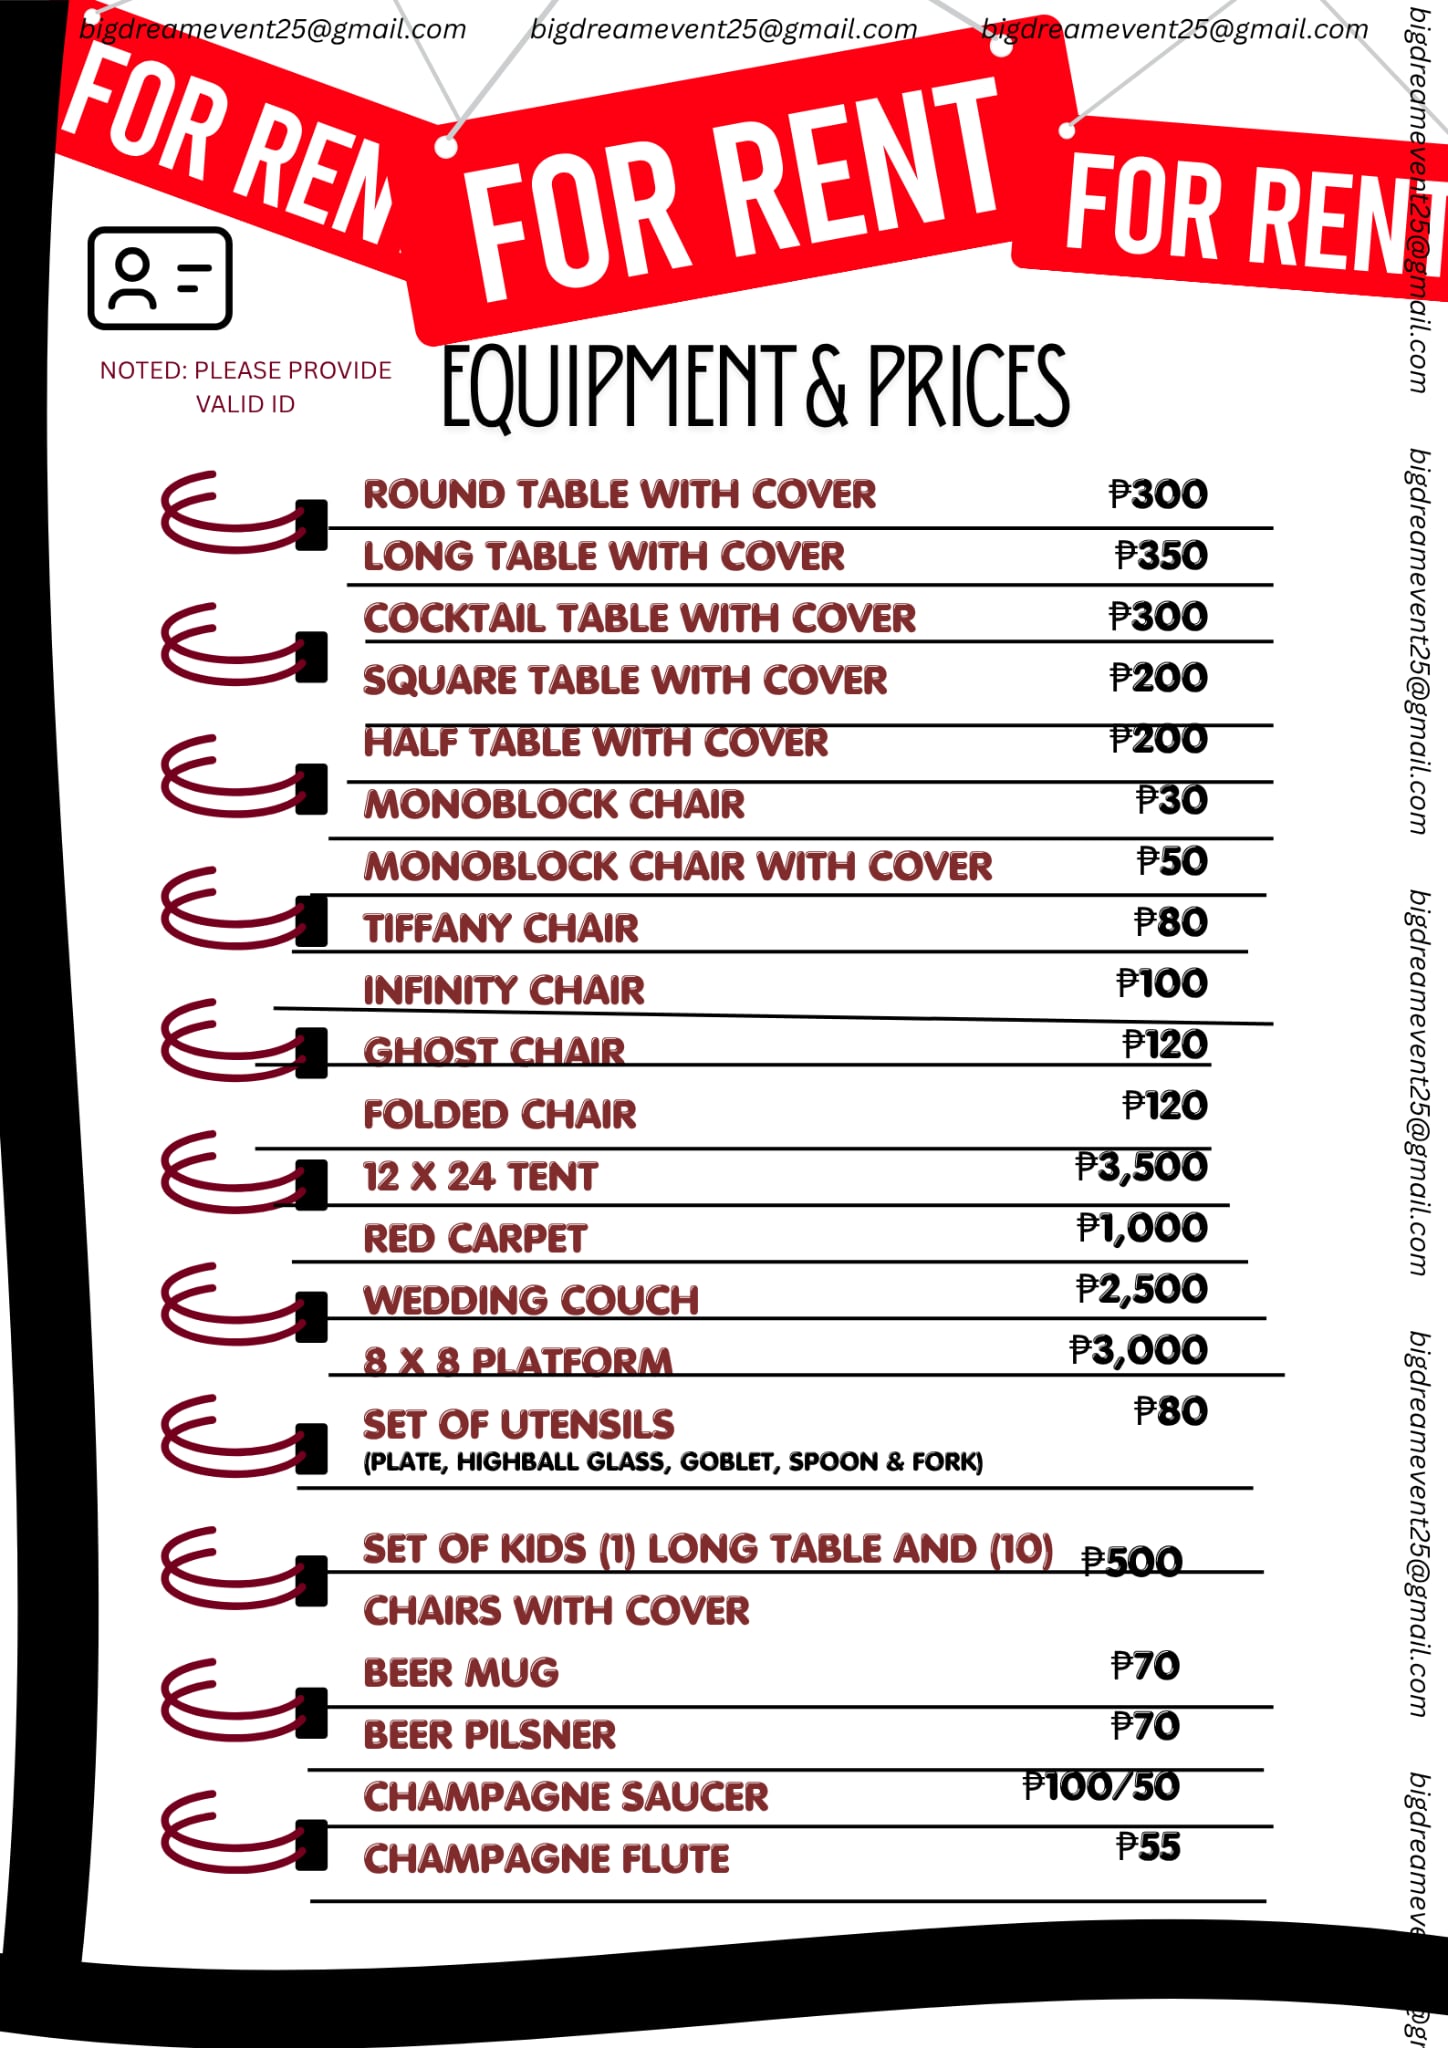 bigdreamevent25@gmail.com bigdreamevent25@gmail.com bigdreamevent25@gmail.com
FOR REN
FOR RENT
FOR RENT
NOTED: PLEASE PROVIDE
VALID ID
EQUIPMENT & PRICES
ROUND TABLE WITH COVER ₱300
LONG TABLE WITH COVER ₱350
COCKTAIL TABLE WITH COVER ₱300
SQUARE TABLE WITH COVER ₱200
HALF TABLE WITH COVER ₱200
MONOBLOCK CHAIR ₱30
MONOBLOCK CHAIR WITH COVER ₱50
TIFFANY CHAIR ₱80
INFINITY CHAIR ₱100
GHOST CHAIR ₱120
FOLDED CHAIR ₱120
12 X 24 TENT ₱3,500
RED CARPET ₱1,000
WEDDING COUCH ₱2,500
8 X 8 PLATFORM ₱3,000
SET OF UTENSILS ₱80
(PLATE, HIGHBALL GLASS, GOBLET, SPOON & FORK)
SET OF KIDS (1) LONG TABLE AND (10) ₱500
CHAIRS WITH COVER
BEER MUG ₱70
BEER PILSNER ₱70
CHAMPAGNE SAUCER ₱100/50
CHAMPAGNE FLUTE ₱55
bigdreamevent25@gmail.com bigdreamevent25@gmail.com bigdreamevent25@gmail.com bigdreamevent25@gmail.com